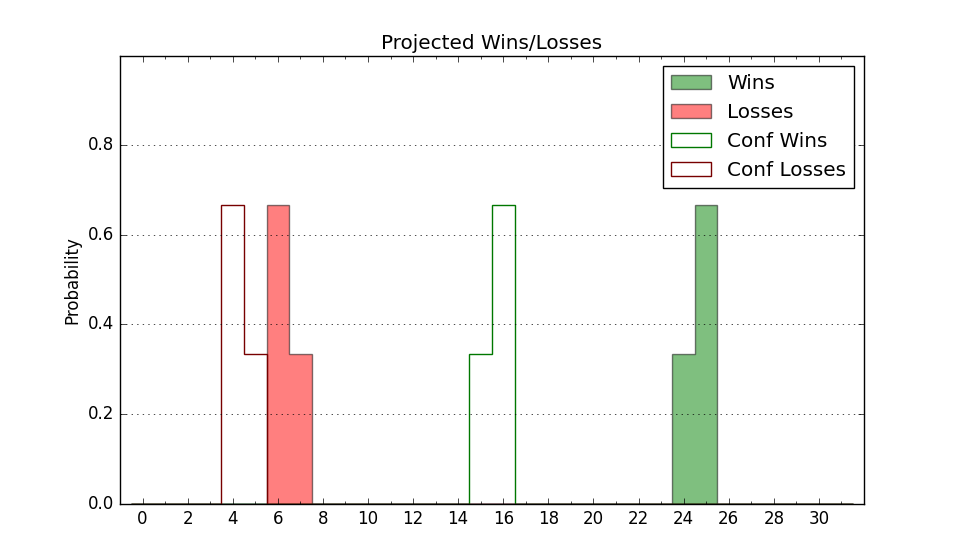 Projected Wins/Losses
Wins
Losses
Conf Wins
Conf Losses
Probability
0.8
0.6
0.4
0.2
0.0
0 2 4 6 8 10 12 14 16 18 20 22 24 26 28 30